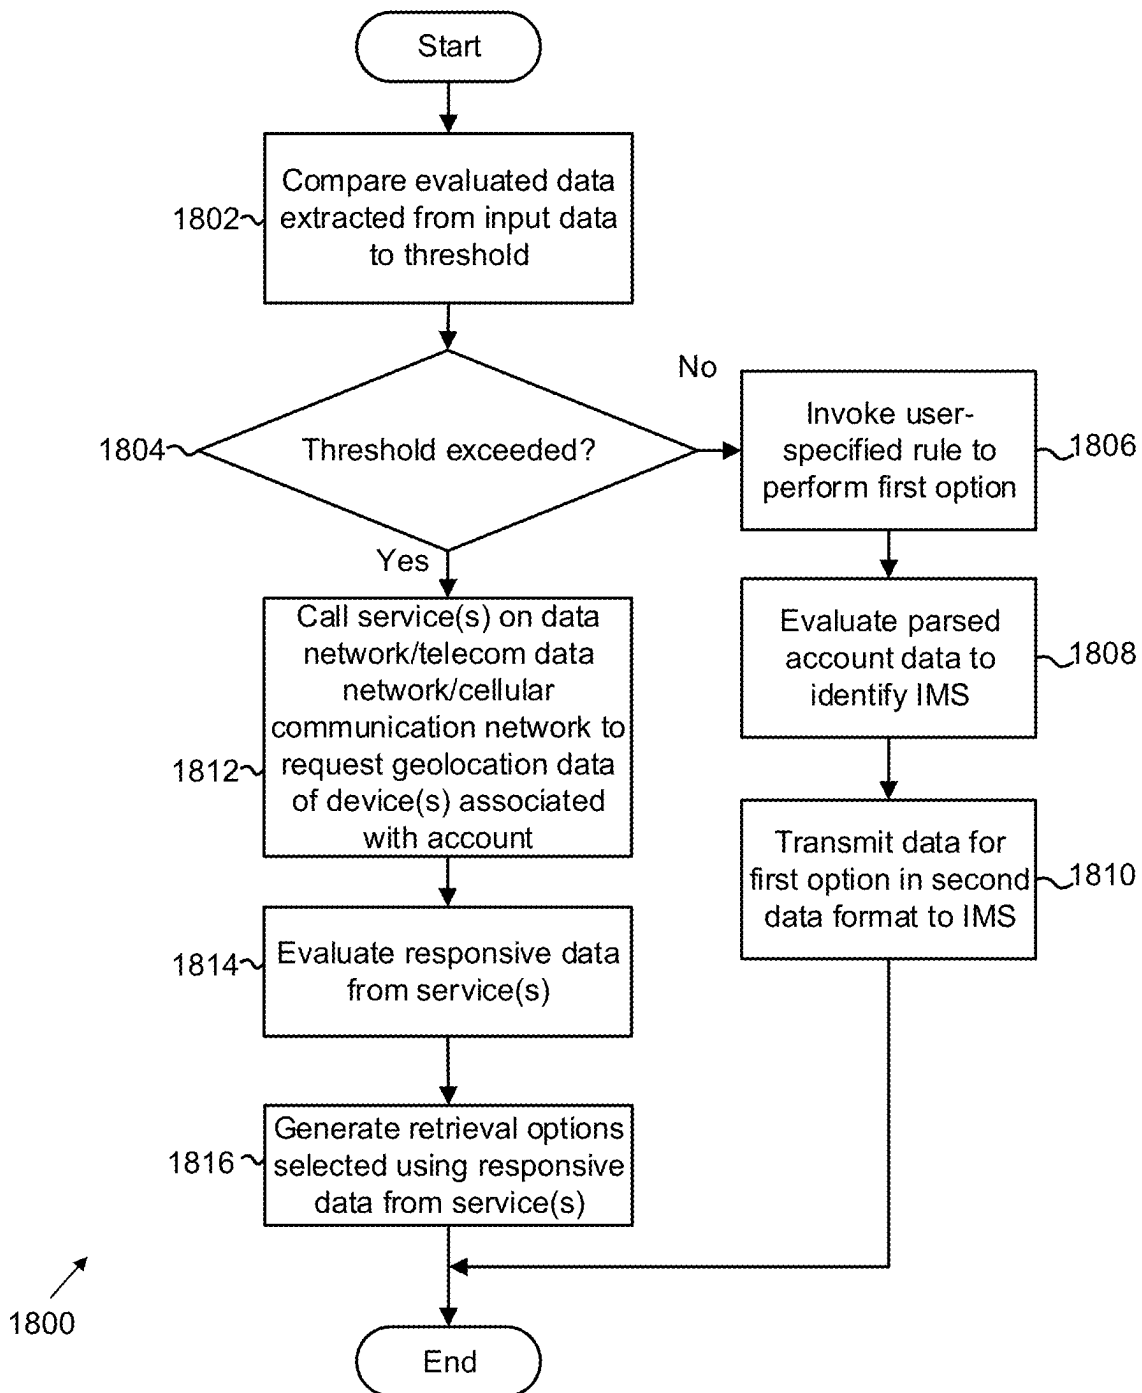 Start
Compare evaluated data
extracted from input data
to threshold
1802
No
Threshold exceeded?
1804
Invoke user-
specified rule to
perform first option
1806
Yes
Evaluate parsed
account data to
identify IMS
1808
Call service(s) on data
network/telecom data
network/cellular
communication network to
request geolocation data
of device(s) associated
with account
1812
Transmit data for
first option in second
data format to IMS
1810
Evaluate responsive data
from service(s)
1814
Generate retrieval options
selected using responsive
data from service(s)
1816
1800
End